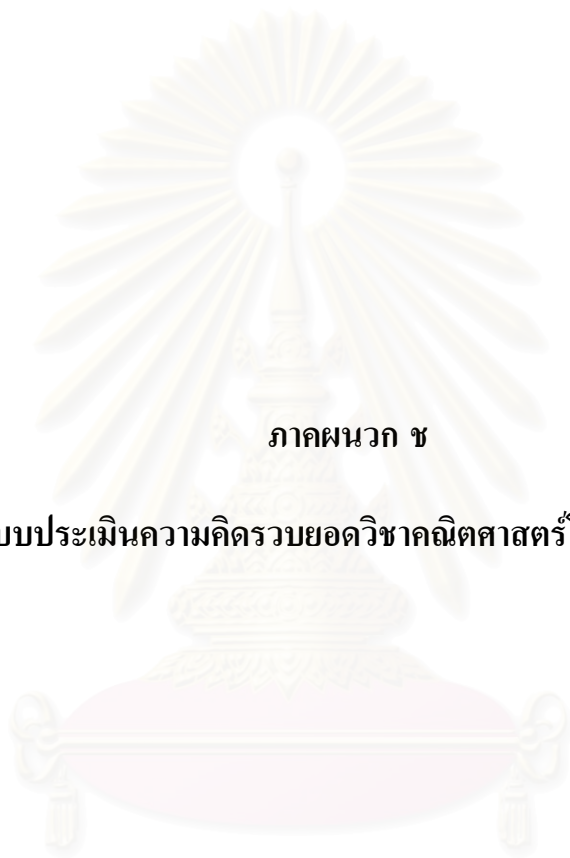 ภาคผนวก ช
บบประเมินความคิดรวบยอดวิชาคณิตศาสตร์